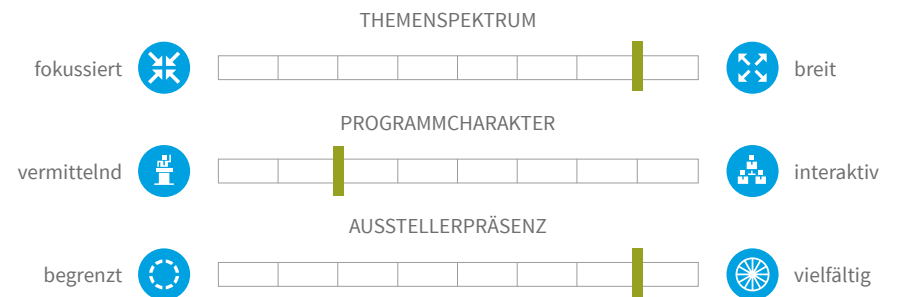 THEMENSPEKTRUM
fokussiert breit
PROGRAMMCHARAKTER
vermittelnd interaktiv
AUSSTELLERPRÄSENZ
begrenzt vielfältig